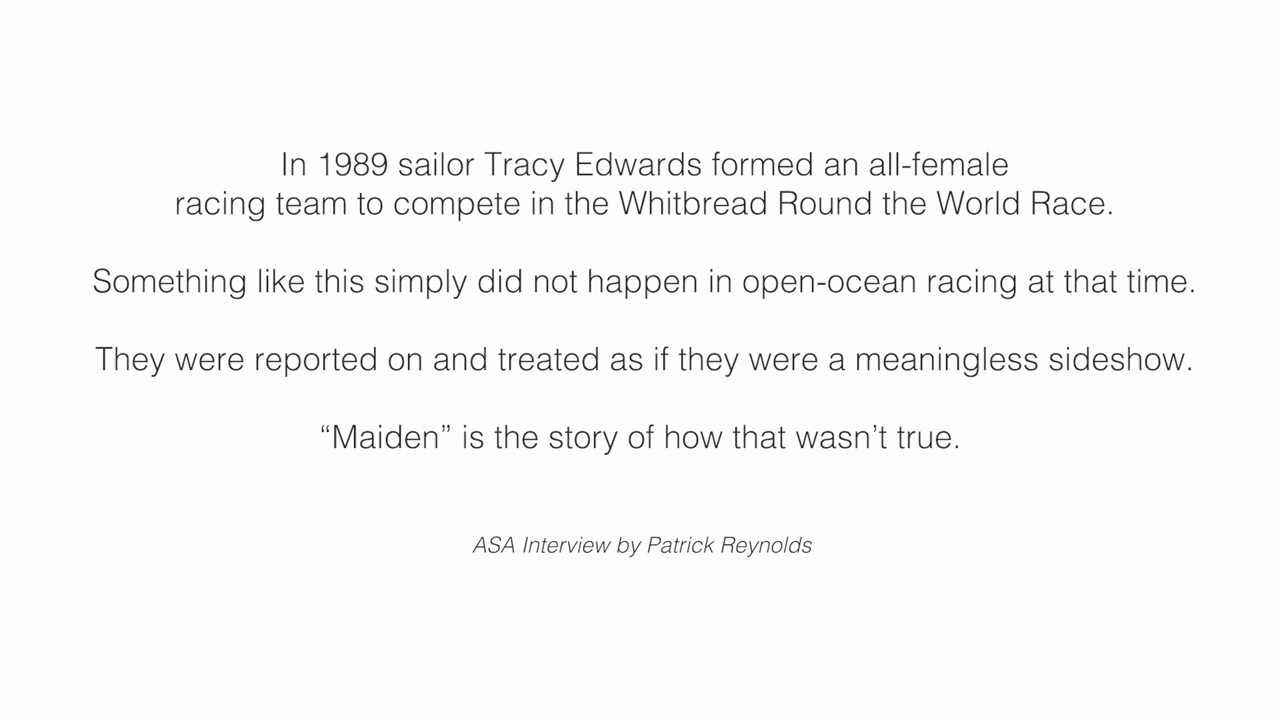 In 1989 sailor Tracy Edwards formed an all-female
racing team to compete in the Whitbread Round the World Race.
Something like this simply did not happen in open-ocean racing at that time.
They were reported on and treated as if they were a meaningless sideshow.
“Maiden” is the story of how that wasn’t true.
ASA Interview by Patrick Reynolds